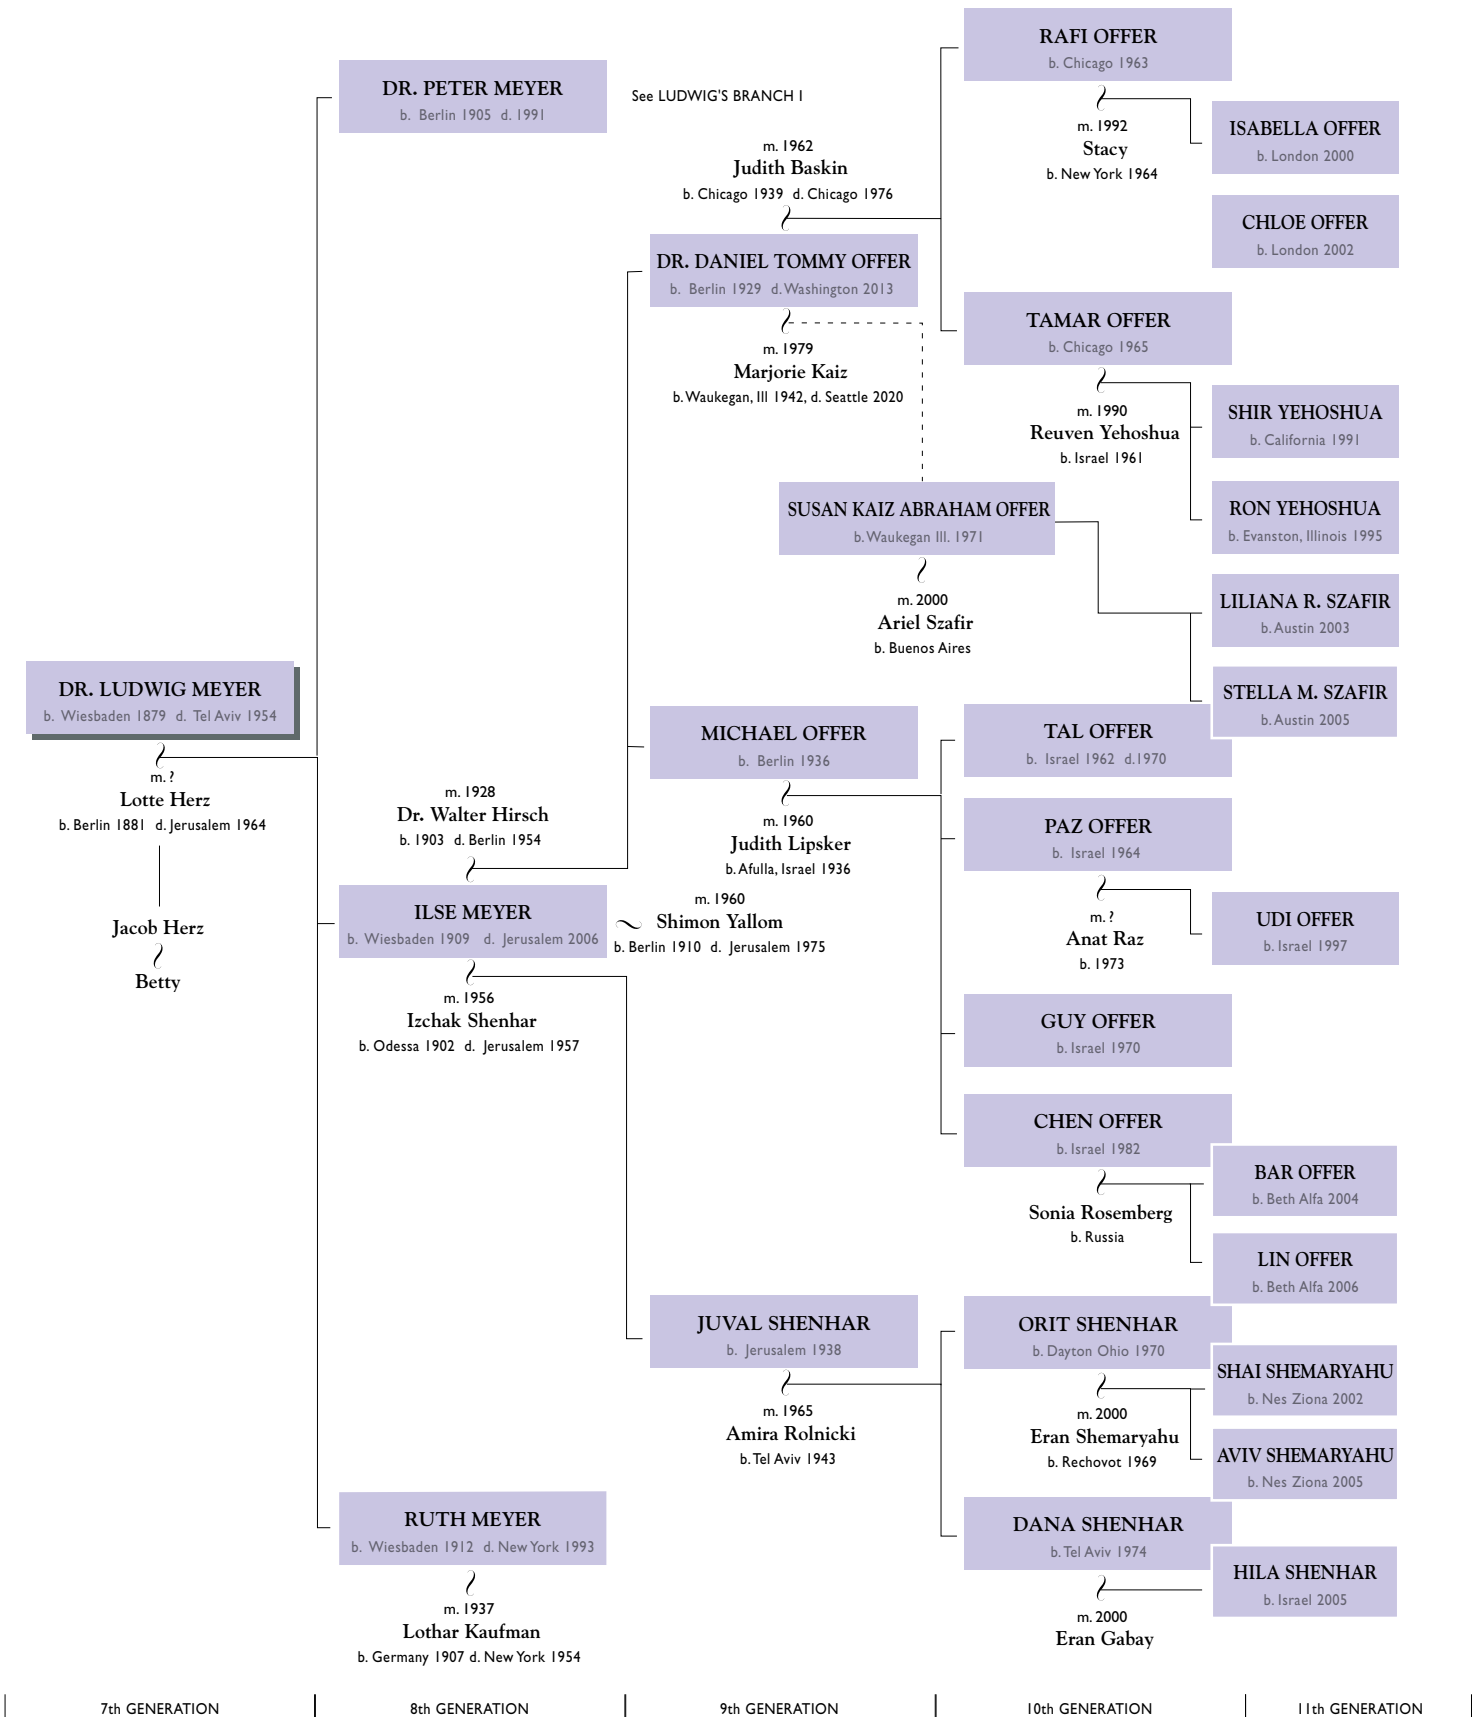 DR. LUDWIG MEYER
b. Wiesbaden 1879 d. Tel Aviv 1954
m. ?
Lotte Herz
b. Berlin 1881 d. Jerusalem 1964
Jacob Herz
Betty
DR. PETER MEYER
b. Berlin 1905 d. 1991
See LUDWIG'S BRANCH I
m. 1928
Dr. Walter Hirsch
b. 1903 d. Berlin 1954
ILSE MEYER
b. Wiesbaden 1909 d. Jerusalem 2006
m. 1960
Shimon Yallom
b. Berlin 1910 d. Jerusalem 1975
m. 1956
Izchak Shenhar
b. Odessa 1902 d. Jerusalem 1957
RUTH MEYER
b. Wiesbaden 1912 d. New York 1993
m. 1937
Lothar Kaufman
b. Germany 1907 d. New York 1954
m. 1962
Judith Baskin
b. Chicago 1939 d. Chicago 1976
DR. DANIEL TOMMY OFFER
b. Berlin 1929 d. Washington 2013
m. 1979
Marjorie Kaiz
b. Waukegan, Ill 1942, d. Seattle 2020
SUSAN KAIZ ABRAHAM OFFER
b. Waukegan Ill. 1971
m. 2000
Ariel Szafir
b. Buenos Aires
MICHAEL OFFER
b. Berlin 1936
m. 1960
Judith Lipsker
b. Afulla, Israel 1936
JUVAL SHENHAR
b. Jerusalem 1938
m. 1965
Amira Rolnicki
b. Tel Aviv 1943
RAFI OFFER
b. Chicago 1963
m. 1992
Stacy
b. New York 1964
TAMAR OFFER
b. Chicago 1965
m. 1990
Reuven Yehoshua
b. Israel 1961
TAL OFFER
b. Israel 1962 d.1970
PAZ OFFER
b. Israel 1964
m. ?
Anat Raz
b. 1973
GUY OFFER
b. Israel 1970
CHEN OFFER
b. Israel 1982
Sonia Rosemberg
b. Russia
ORIT SHENHAR
b. Dayton Ohio 1970
m. 2000
Eran Shemaryahu
b. Rechovot 1969
DANA SHENHAR
b. Tel Aviv 1974
m. 2000
Eran Gabay
ISABELLA OFFER
b. London 2000
CHLOE OFFER
b. London 2002
SHIR YEHOSHUA
b. California 1991
RON YEHOSHUA
b. Evanston, Illinois 1995
LILIANA R. SZAFIR
b. Austin 2003
STELLA M. SZAFIR
b. Austin 2005
UDI OFFER
b. Israel 1997
BAR OFFER
b. Beth Alfa 2004
LIN OFFER
b. Beth Alfa 2006
SHAI SHEMARYAHU
b. Nes Ziona 2002
AVIV SHEMARYAHU
b. Nes Ziona 2005
HILA SHENHAR
b. Israel 2005
7th GENERATION
8th GENERATION
9th GENERATION
10th GENERATION
11th GENERATION